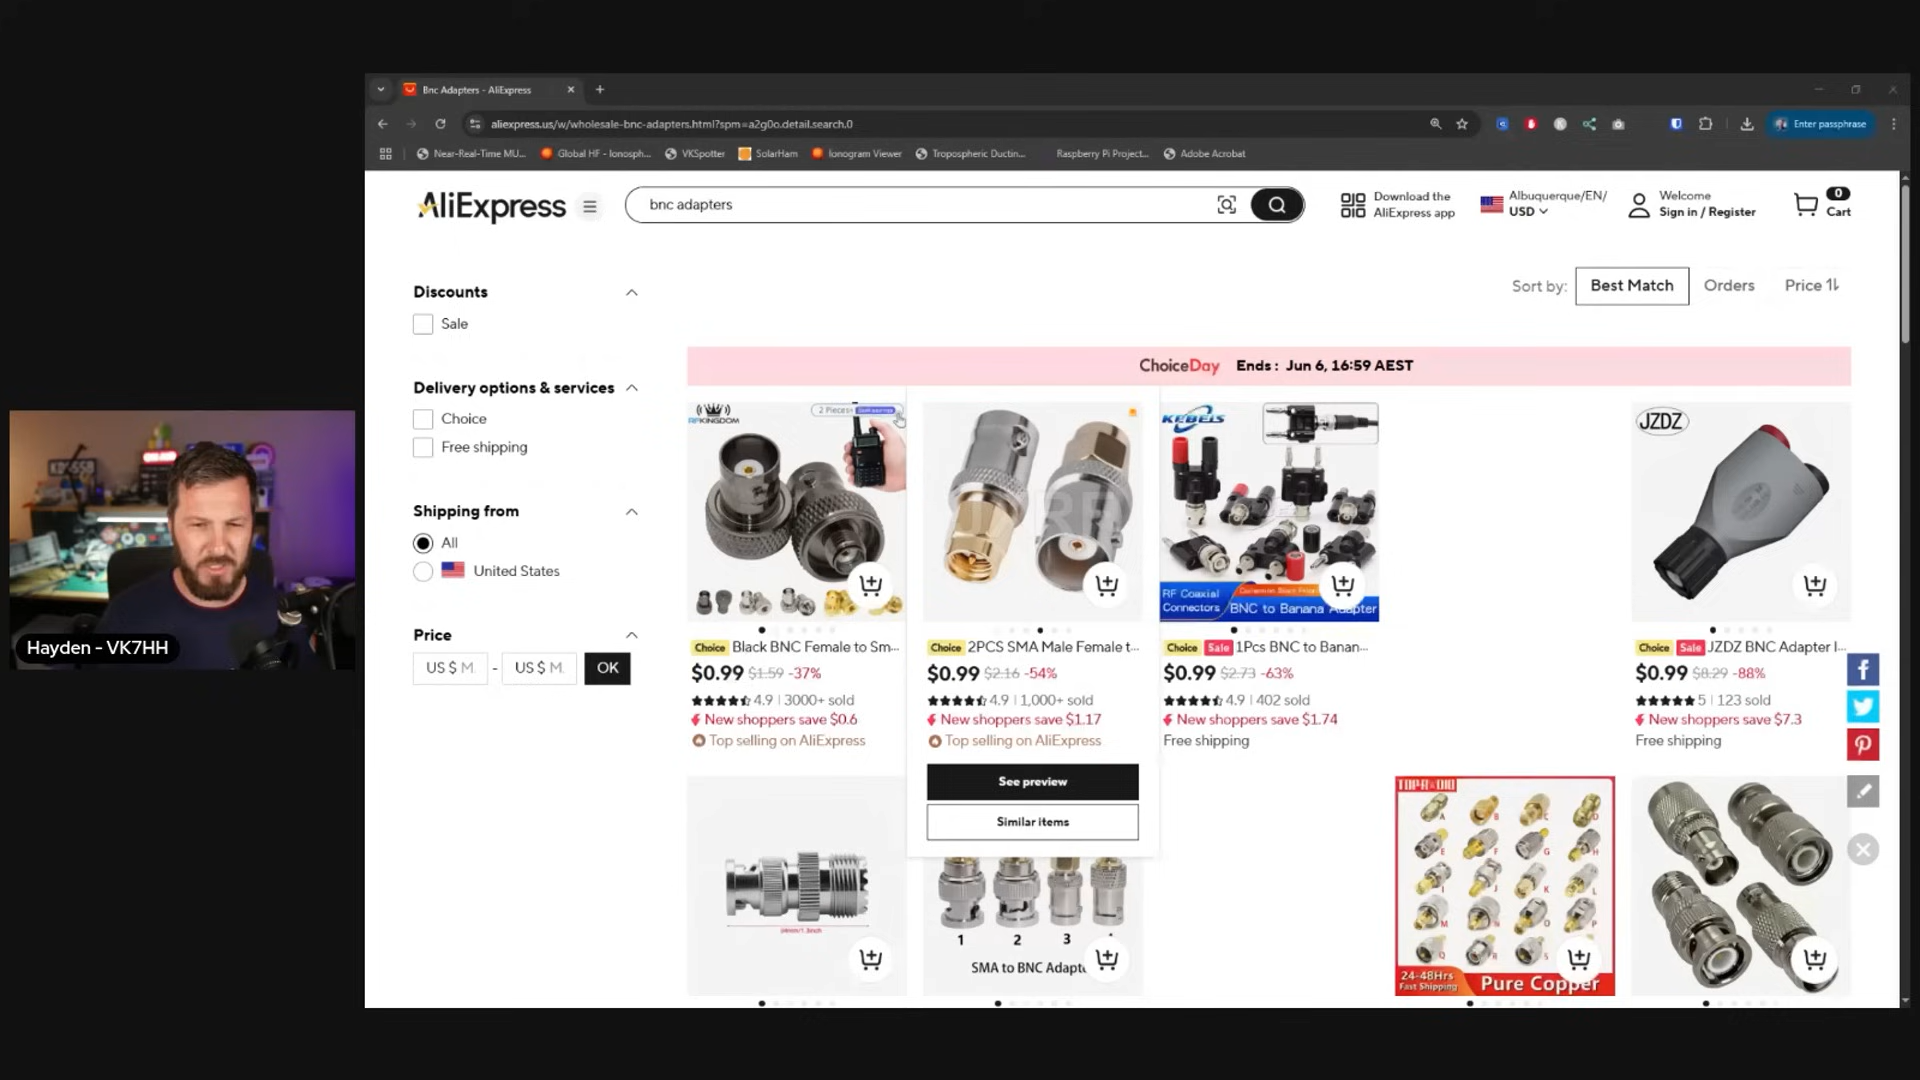 Bnc Adapters - AliExpress
aliexpress.us/w/wholesale-bnc-adapters.html?spm=a2g0o.detail.search.0
Enter passphrase
Near-Real-Time MU...
Global HF - Ionosph...
VKSpotter
SolarHam
Ionogram Viewer
Tropospheric Ductin...
Raspberry Pi Project...
Adobe Acrobat
AliExpress
bnc adapters
Download the
AliExpress app
Albuquerque/EN/
USD
Welcome
Sign in / Register
0
Cart
Discounts
Sale
Sort by:
Best Match
Orders
Price
ChoiceDay Ends : Jun 6, 16:59 AEST
Delivery options & services
Choice
Free shipping
Shipping from
All
United States
Price
US $ M.
-
US $ M.
OK
Hayden - VK7HH
RFKINGDOM
2 Pieces
Choice Black BNC Female to Sm...
$0.99 $1.59 -37%
4.9 | 3000+ sold
New shoppers save $0.6
Top selling on AliExpress
Choice 2PCS SMA Male Female t...
$0.99 $2.16 -54%
4.9 | 1,000+ sold
New shoppers save $1.17
Top selling on AliExpress
See preview
Similar items
KEBELS
RF Coaxial
Connectors
BNC to Banana Adapter
Choice Sale 1Pcs BNC to Banan...
$0.99 $2.73 -63%
4.9 | 402 sold
New shoppers save $1.74
Free shipping
JZDZ
Choice Sale JZDZ BNC Adapter I...
$0.99 $8.29 -88%
5 | 123 sold
New shoppers save $7.3
Free shipping
1 2 3
SMA to BNC Adapt
24-48Hrs
Fast Shipping
Pure Copper